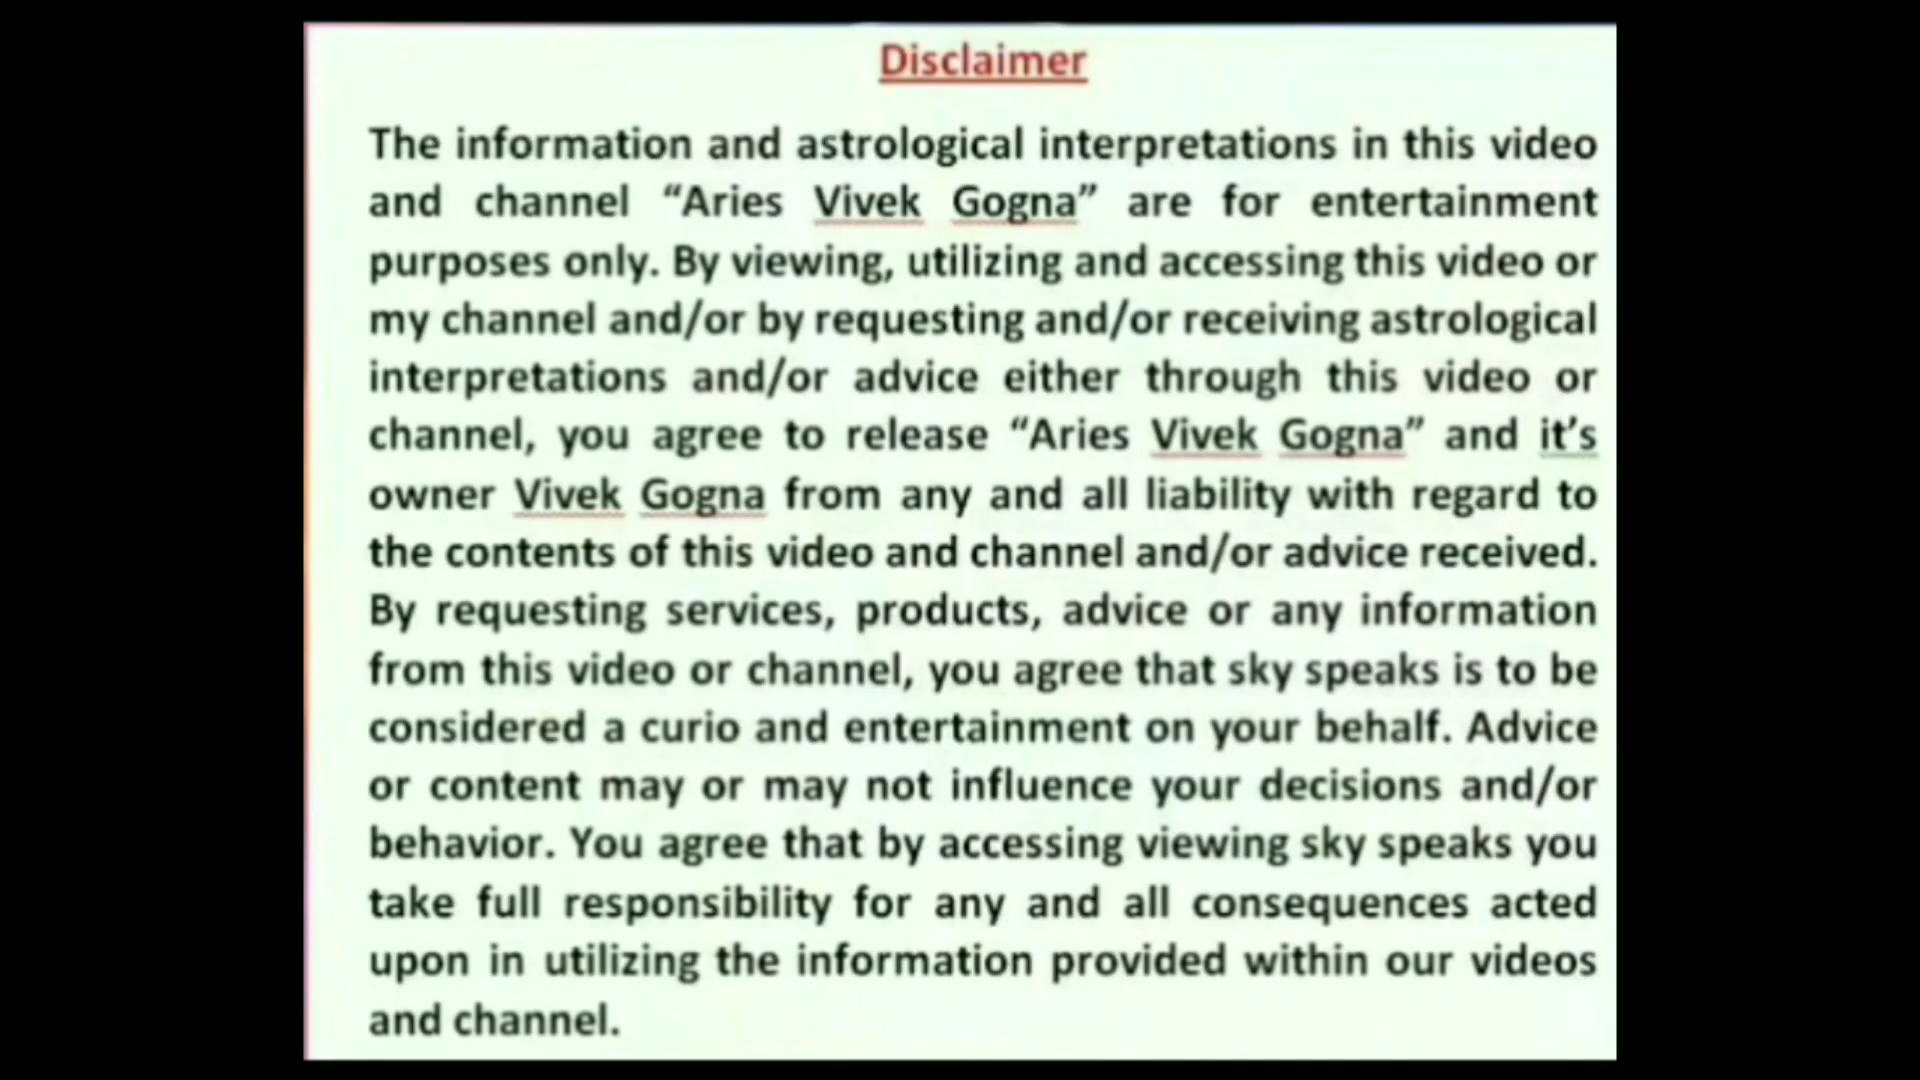 Disclaimer
The information and astrological interpretations in this video
and channel “Aries Vivek Gogna” are for entertainment
purposes only. By viewing, utilizing and accessing this video or
my channel and/or by requesting and/or receiving astrological
interpretations and/or advice either through this video or
channel, you agree to release “Aries Vivek Gogna” and it’s
owner Vivek Gogna from any and all liability with regard to
the contents of this video and channel and/or advice received.
By requesting services, products, advice or any information
from this video or channel, you agree that sky speaks is to be
considered a curio and entertainment on your behalf. Advice
or content may or may not influence your decisions and/or
behavior. You agree that by accessing viewing sky speaks you
take full responsibility for any and all consequences acted
upon in utilizing the information provided within our videos
and channel.